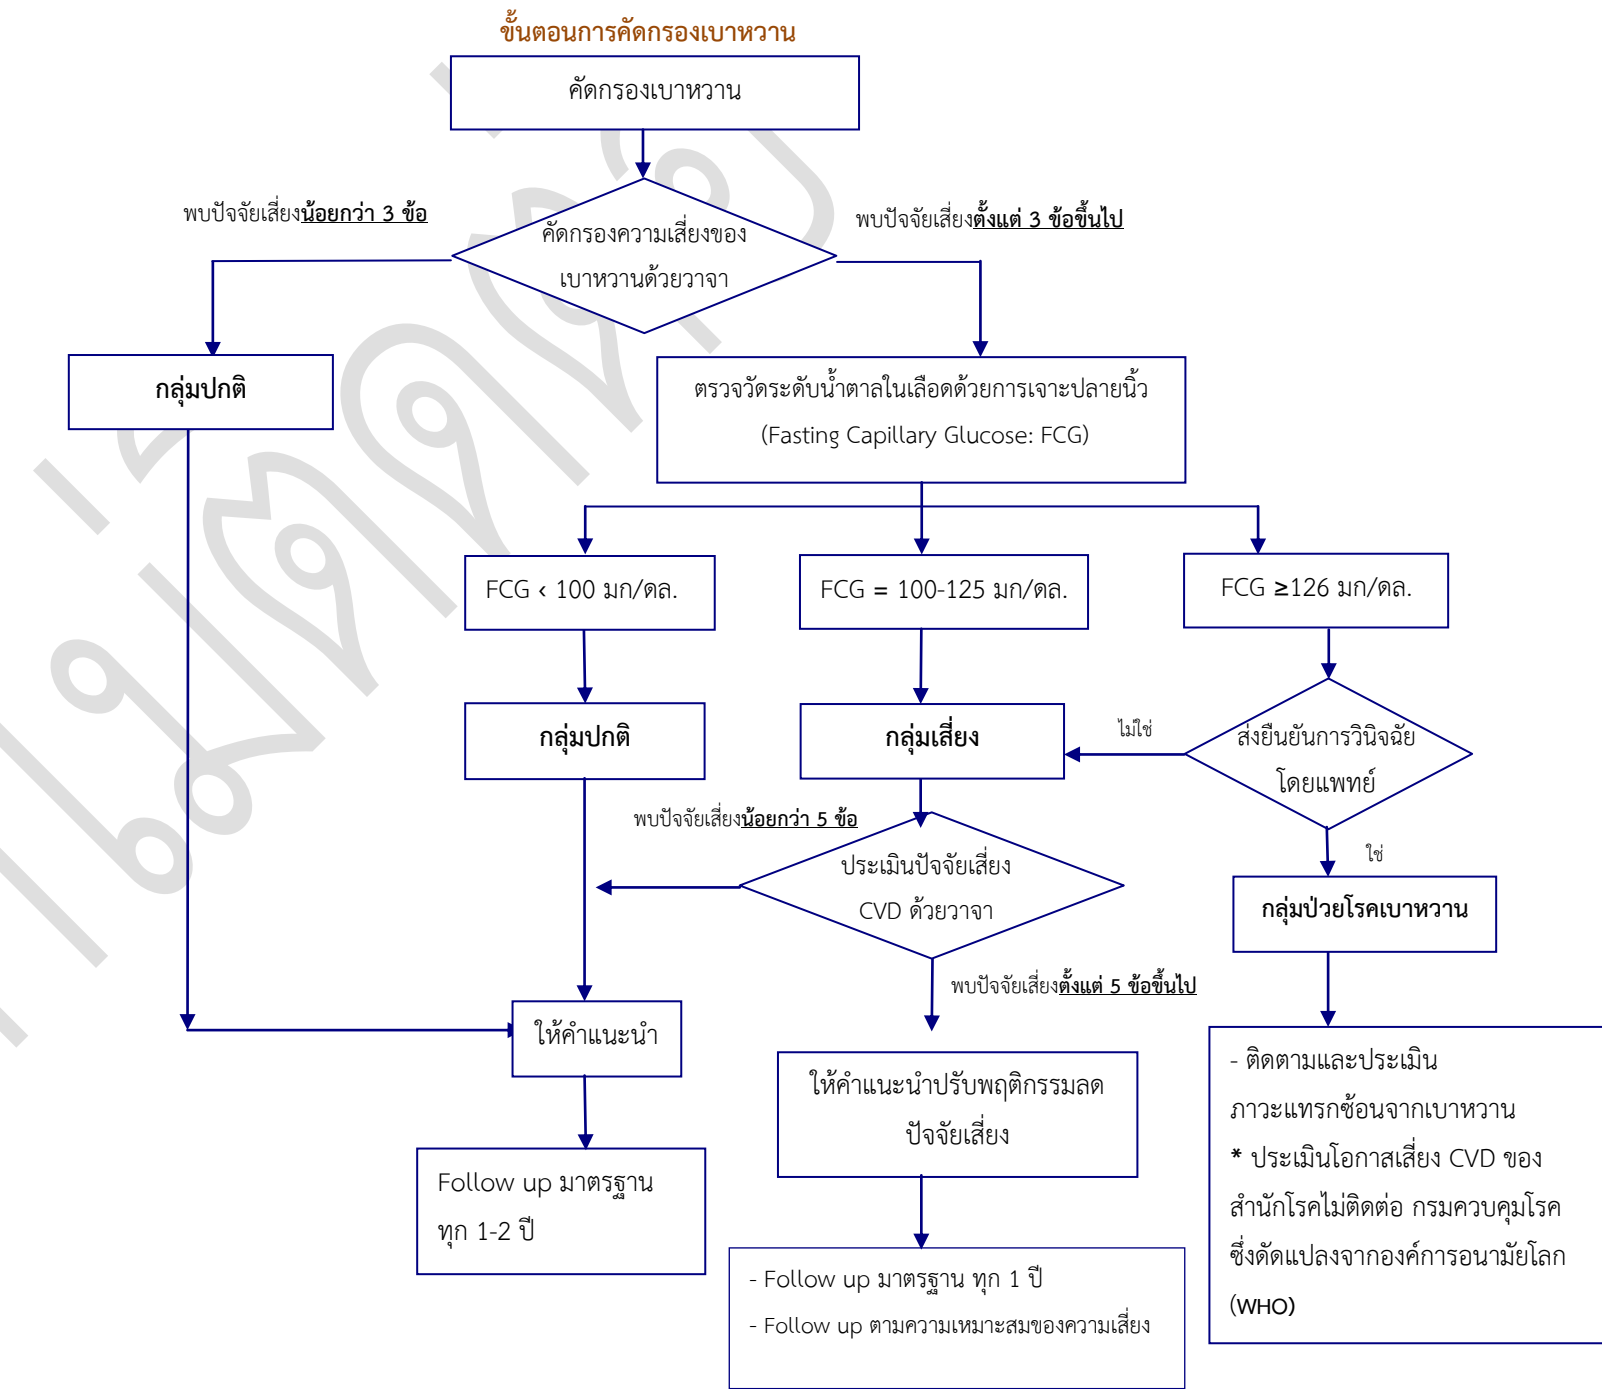 ขั้นตอนการคัดกรองเบาหวาน
คัดกรองเบาหวาน
พบปัจจัยเสี่ยงน้อยกว่า 3 ข้อ
พบปัจจัยเสี่ยงตั้งแต่ 3 ข้อขึ้นไป
คัดกรองความเสี่ยงของ
เบาหวานด้วยวาจา
กลุ่มปกติ
ตรวจวัดระดับน้ำตาลในเลือดด้วยการเจาะปลายนิ้ว
(Fasting Capillary Glucose: FCG)
FCG < 100 มก/ดล.
FCG = 100-125 มก/ดล.
FCG ≥126 มก/ดล.
กลุ่มปกติ
กลุ่มเสี่ยง
ไม่ใช่
ส่งยืนยันการวินิจฉัย
โดยแพทย์
พบปัจจัยเสี่ยงน้อยกว่า 5 ข้อ
ประเมินปัจจัยเสี่ยง
CVD ด้วยวาจา
ใช่
กลุ่มป่วยโรคเบาหวาน
พบปัจจัยเสี่ยงตั้งแต่ 5 ข้อขึ้นไป
ให้คำแนะนำ
ให้คำแนะนำปรับพฤติกรรมลด
ปัจจัยเสี่ยง
- ติดตามและประเมิน
ภาวะแทรกซ้อนจากเบาหวาน
* ประเมินโอกาสเสี่ยง CVD ของ
สำนักโรคไม่ติดต่อ กรมควบคุมโรค
ซึ่งดัดแปลงจากองค์การอนามัยโลก
(WHO)
Follow up มาตรฐาน
ทุก 1-2 ปี
- Follow up มาตรฐาน ทุก 1 ปี
- Follow up ตามความเหมาะสมของความเสี่ยง